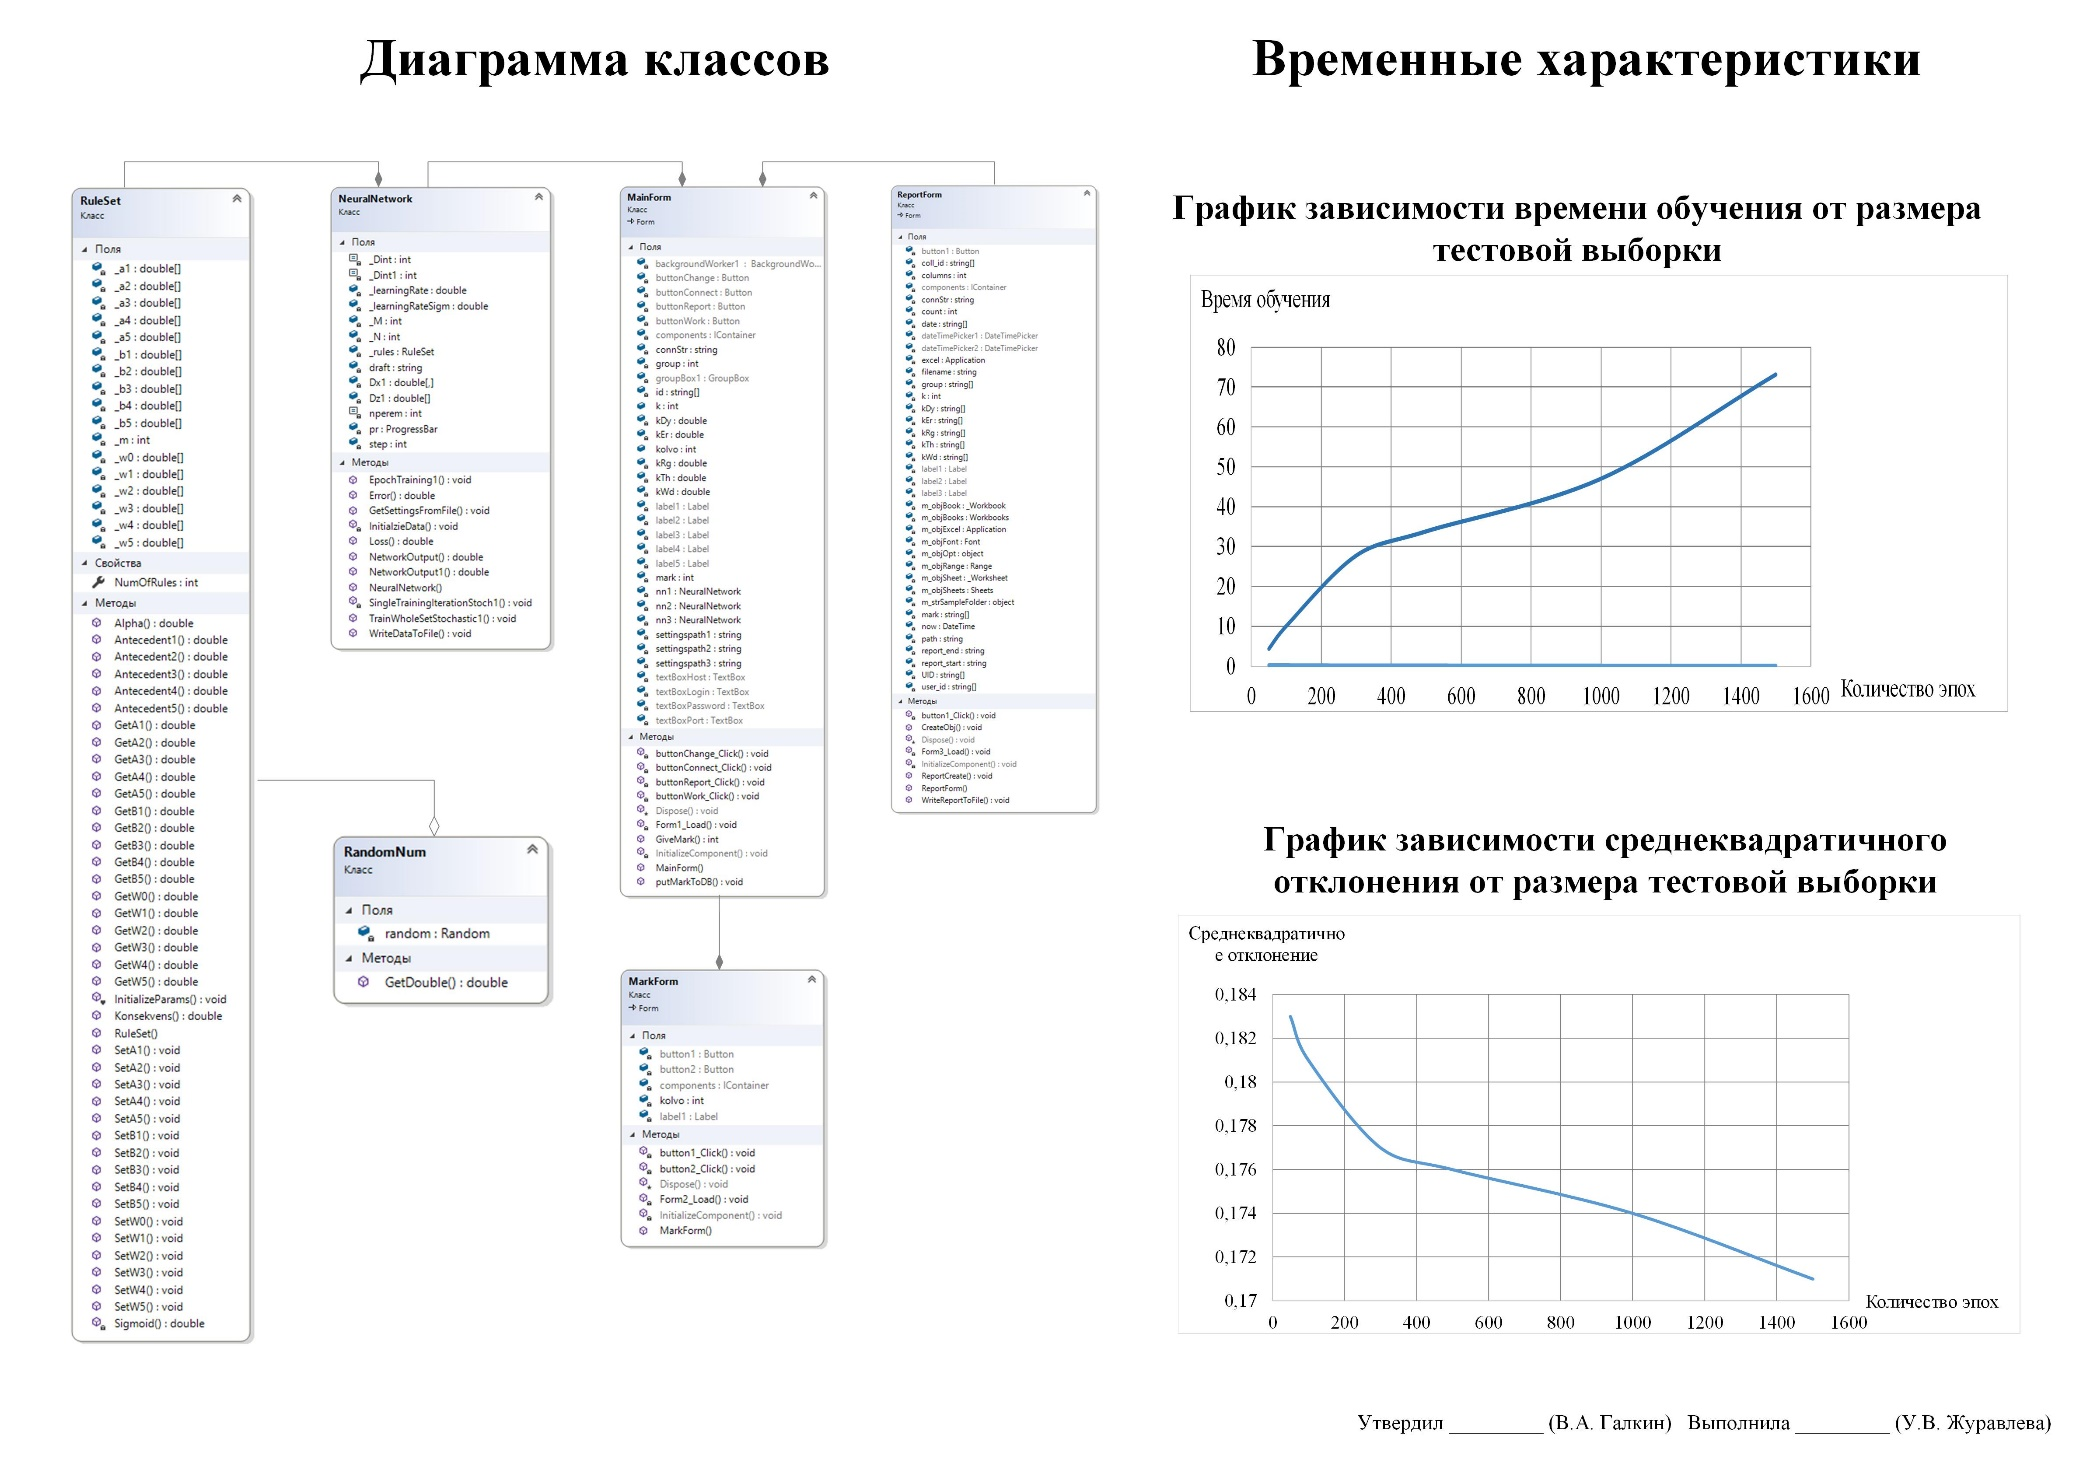 Диаграмма классов
RuleSet
Класс
Поля
_a1 : double[]
_a2 : double[]
_a3 : double[]
_a4 : double[]
_a5 : double[]
_b1 : double[]
_b2 : double[]
_b3 : double[]
_b4 : double[]
_b5 : double[]
_m : int
_w0 : double[]
_w1 : double[]
_w2 : double[]
_w3 : double[]
_w4 : double[]
_w5 : double[]
Свойства
NumOfRules : int
Методы
Alpha() : double
Antecedent1() : double
Antecedent2() : double
Antecedent3() : double
Antecedent4() : double
Antecedent5() : double
GetA1() : double
GetA2() : double
GetA3() : double
GetA4() : double
GetA5() : double
GetB1() : double
GetB2() : double
GetB3() : double
GetB4() : double
GetB5() : double
GetW0() : double
GetW1() : double
GetW2() : double
GetW3() : double
GetW4() : double
GetW5() : double
InitializeParams() : void
Konsekvens() : double
RuleSet()
SetA1() : void
SetA2() : void
SetA3() : void
SetA4() : void
SetA5() : void
SetB1() : void
SetB2() : void
SetB3() : void
SetB4() : void
SetB5() : void
SetW0() : void
SetW1() : void
SetW2() : void
SetW3() : void
SetW4() : void
SetW5() : void
Sigmoid() : double
NeuralNetwork
Класс
Поля
_Dint : int
_Dint1 : int
_learningRate : double
_learningRateSigm : double
_M : int
_N : int
_rules : RuleSet
draft : string
Dx1 : double[,]
Dz1 : double[]
nperem : int
pr : ProgressBar
step : int
Методы
EpochTraining1() : void
Error() : double
GetSettingsFromFile() : void
InitialzieData() : void
Loss() : double
NetworkOutput() : double
NetworkOutput1() : double
NeuralNetwork()
SingleTrainingIterationStoch1() : void
TrainWholeSetStochastic1() : void
WriteDataToFile() : void
RandomNum
Класс
Поля
random : Random
Методы
GetDouble() : double
MainForm
Класс
Form
Поля
backgroundWorker1 : BackgroundWo...
buttonChange : Button
buttonConnect : Button
buttonReport : Button
buttonWork : Button
components : IContainer
connStr : string
group : int
groupBox1 : GroupBox
id : string[]
k : int
kDy : double
kEr : double
kolvo : int
kRg : double
kTh : double
kWd : double
label1 : Label
label2 : Label
label3 : Label
label4 : Label
label5 : Label
mark : int
nn1 : NeuralNetwork
nn2 : NeuralNetwork
nn3 : NeuralNetwork
settingspath1 : string
settingspath2 : string
settingspath3 : string
textBoxHost : TextBox
textBoxLogin : TextBox
textBoxPassword : TextBox
textBoxPort : TextBox
Методы
buttonChange_Click() : void
buttonConnect_Click() : void
buttonReport_Click() : void
buttonWork_Click() : void
Dispose() : void
Form1_Load() : void
GiveMark() : int
InitializeComponent() : void
MainForm()
putMarkToDB() : void
MarkForm
Класс
Form
Поля
button1 : Button
button2 : Button
components : IContainer
kolvo : int
label1 : Label
Методы
button1_Click() : void
button2_Click() : void
Dispose() : void
Form2_Load() : void
InitializeComponent() : void
MarkForm()
ReportForm
Класс
Form
Поля
button1 : Button
coll_id : string[]
columns : int
components : IContainer
connStr : string
count : int
date : string[]
dateTimePicker1 : DateTimePicker
dateTimePicker2 : DateTimePicker
excel : Application
filename : string
group : string[]
k : int
kDy : string[]
kEr : string[]
kRg : string[]
kTh : string[]
kWd : string[]
label1 : Label
label2 : Label
label3 : Label
m_objBook : _Workbook
m_objBooks : Workbooks
m_objExcel : Application
m_objFont : Font
m_objOpt : object
m_objRange : Range
m_objSheet : _Worksheet
m_objSheets : Sheets
m_strSampleFolder : object
mark : string[]
now : DateTime
path : string
report_end : string
report_start : string
UID : string[]
user_id : string[]
Методы
button1_Click() : void
CreateObj() : void
Dispose() : void
Form3_Load() : void
InitializeComponent() : void
ReportCreate() : void
ReportForm()
WriteReportToFile() : void
Временные характеристики
График зависимости времени обучения от размера
тестовой выборки
Время обучения
80
70
60
50
40
30
20
10
0
0 200 400 600 800 1000 1200 1400 1600 Количество эпох
График зависимости среднеквадратичного
отклонения от размера тестовой выборки
Среднеквадратично
е отклонение
0,184
0,182
0,18
0,178
0,176
0,174
0,172
0,17
Количество эпох
0 200 400 600 800 1000 1200 1400 1600
Утвердил _________ (В.А. Галкин) Выполнила _________ (У.В. Журавлева)